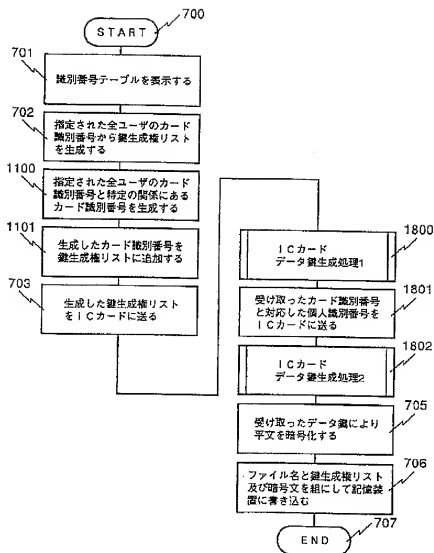 START
700
701
識別番号テーブルを表示する
702
指定された全ユーザのカード
識別番号から鍵生成権リスト
を生成する
1100
指定された全ユーザのカード
識別番号と特定の関係にある
カード識別番号を生成する
1101
生成したカード識別番号を
鍵生成権リストに追加する
703
生成した鍵生成権リスト
をICカードに送る
1800
ICカード
データ鍵生成処理1
1801
受け取ったカード識別番号
と対応した個人識別番号を
ICカードに送る
1802
ICカード
データ鍵生成処理2
705
受け取ったデータ鍵により
平文を暗号化する
706
ファイル名と鍵生成権リスト
及び暗号文を組にして記憶装
置に書き込む
707
END